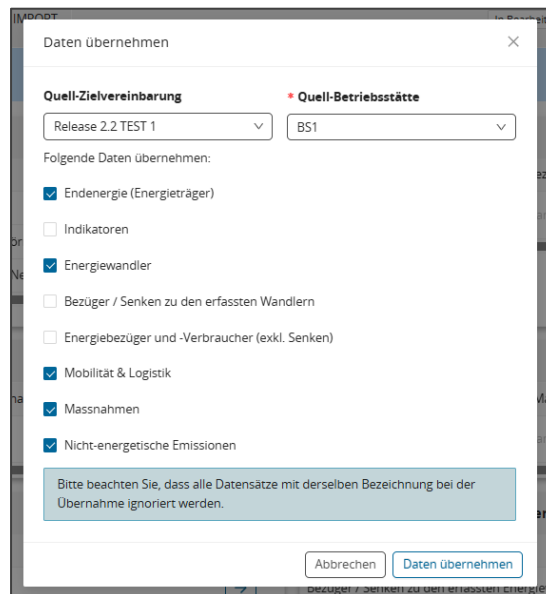 IMPORT
Daten übernehmen
Quell-Zielvereinbarung
* Quell-Betriebsstätte
Release 2.2 TEST 1
BS1
Folgende Daten übernehmen:
Endenergie (Energieträger)
Indikatoren
Energiewandler
Bezüger / Senken zu den erfassten Wandlern
Energiebezüger und -Verbraucher (exkl. Senken)
Mobilität & Logistik
Massnahmen
Nicht-energetische Emissionen
Bitte beachten Sie, dass alle Datensätze mit derselben Bezeichnung bei der
Übernahme ignoriert werden.
Abbrechen
Daten übernehmen
Bezüger / Senken zu den erfassten Energie